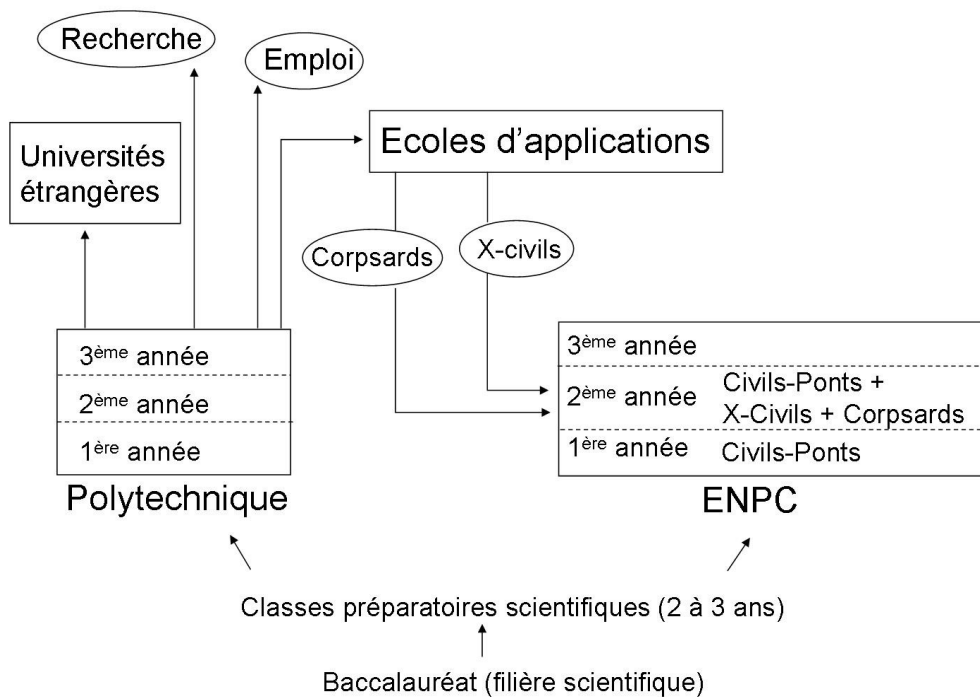 Recherche
Emploi
Universités
étrangères
Ecoles d'applications
Corpsards
X-civils
3ème année
2ème année
1ère année
Polytechnique
3ème année
2ème année Civils-Ponts +
X-Civils + Corpsards
1ère année Civils-Ponts
ENPC
Classes préparatoires scientifiques (2 à 3 ans)
Baccalauréat (filière scientifique)